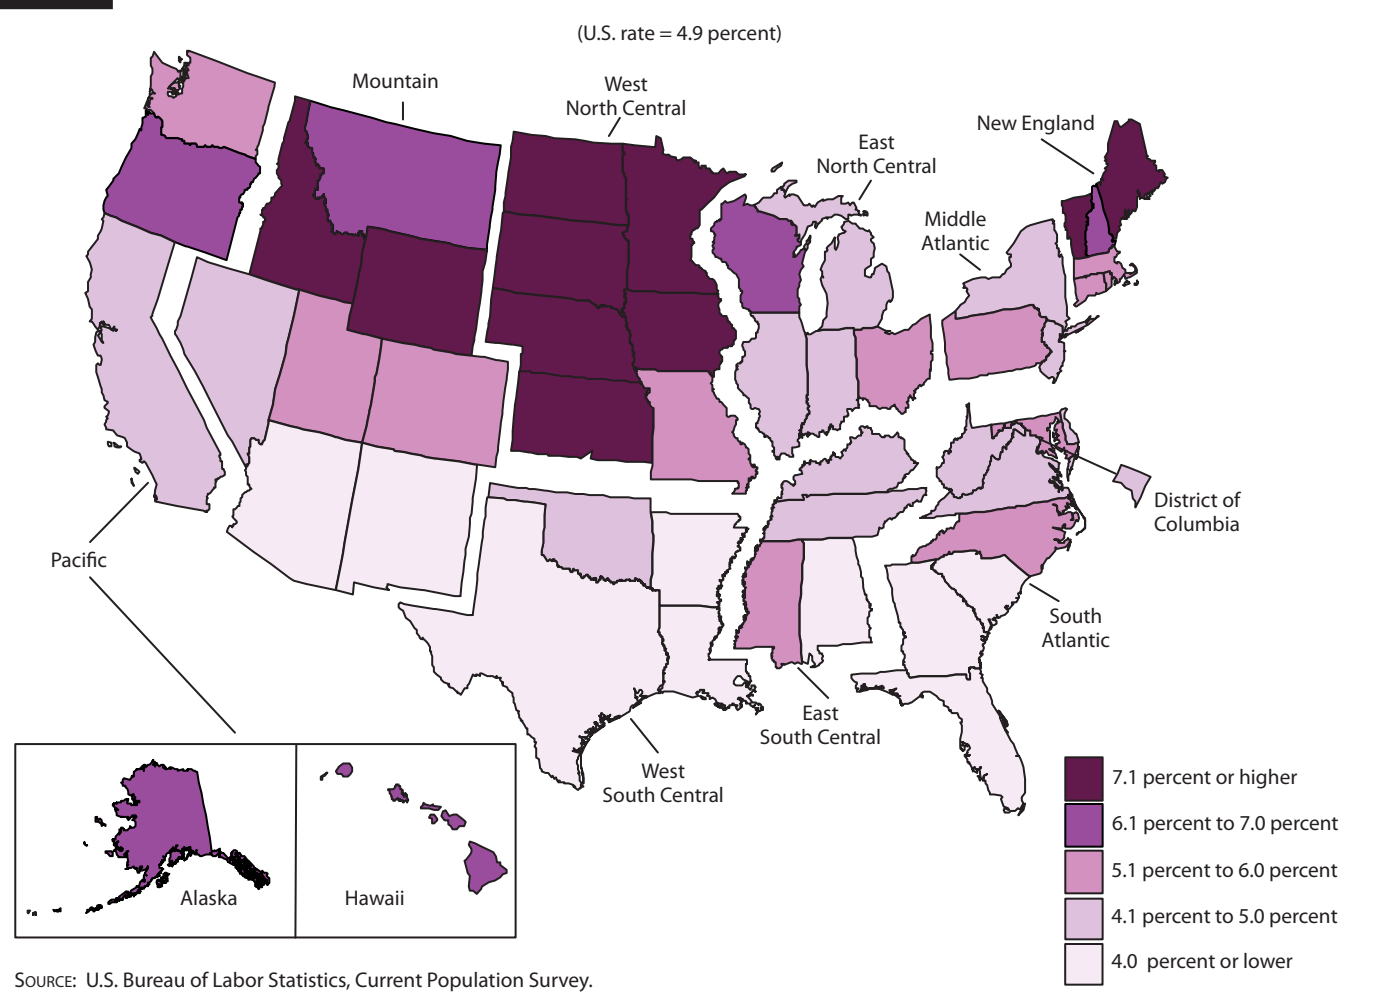 (U.S. rate = 4.9 percent)
Mountain
West
North Central
New England
East
North Central
Middle
Atlantic
District of
Columbia
Pacific
South
Atlantic
East
South Central
West
South Central
Alaska
Hawaii
7.1 percent or higher
6.1 percent to 7.0 percent
5.1 percent to 6.0 percent
4.1 percent to 5.0 percent
4.0 percent or lower
SOURCE: U.S. Bureau of Labor Statistics, Current Population Survey.